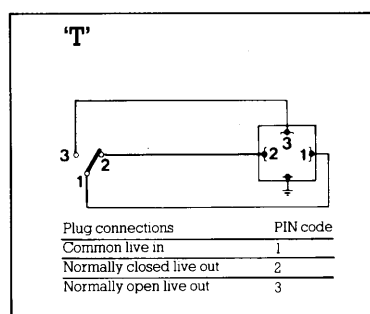 'T'
3
3
2
2
1
1
Plug connections PIN code
Common live in 1
Normally closed live out 2
Normally open live out 3